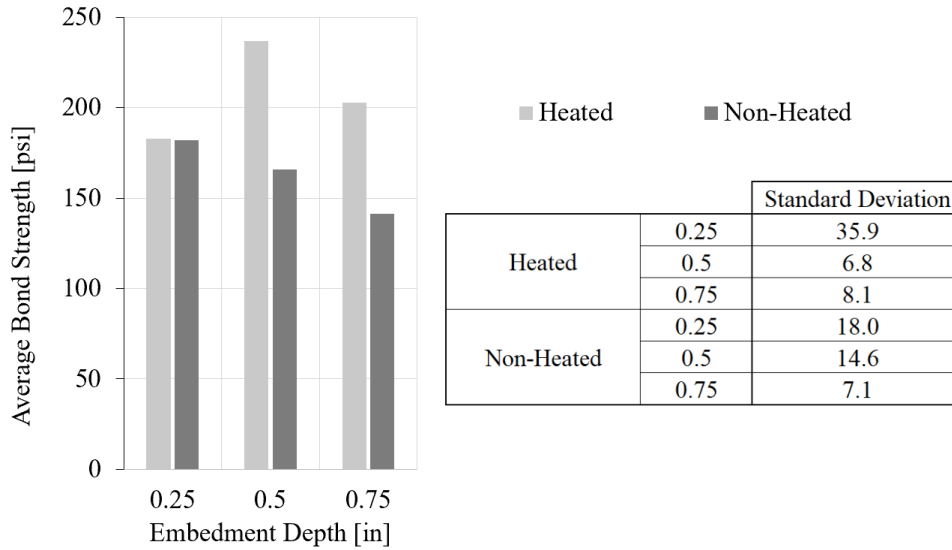 250
200
150
100
50
0
Average Bond Strength [psi]
0.25 0.5 0.75
Embedment Depth [in]
Heated Non-Heated
Standard Deviation
Heated 0.25 35.9
0.5 6.8
0.75 8.1
Non-Heated 0.25 18.0
0.5 14.6
0.75 7.1